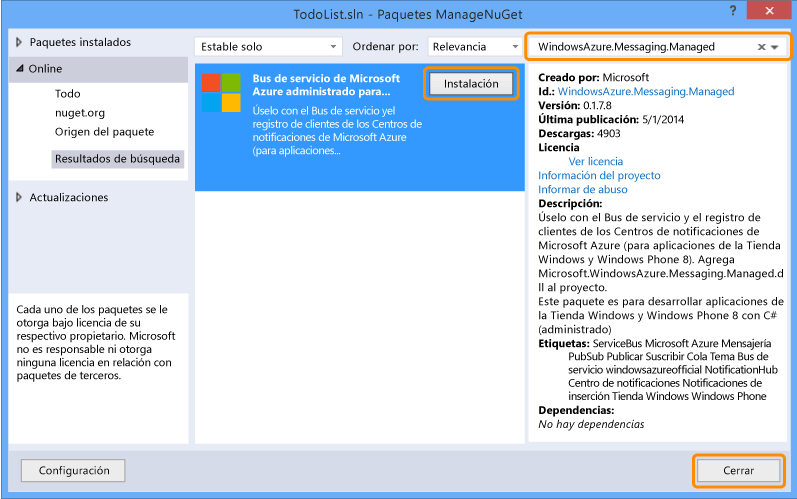 TodoList.sln - Paquetes ManageNuGet
?
Paquetes instalados
Online
Todo
nuget.org
Origen del paquete
Resultados de búsqueda
Actualizaciones
Cada uno de los paquetes se le
otorga bajo licencia de su
respectivo propietario. Microsoft
no es responsable ni otorga
ninguna licencia en relación con
paquetes de terceros.
Configuración
Estable solo
Ordenar por: Relevancia
Bus de servicio de Microsoft
Azure administrado para...
Instalación
Úselo con el Bus de servicio yel
registro de clientes de los Centros de
notificaciones de Microsoft Azure
(para aplicaciones...
WindowsAzure.Messaging.Managed
Creado por: Microsoft
Id.: WindowsAzure.Messaging.Managed
Versión: 0.1.7.8
Última publicación: 5/1/2014
Descargas: 4903
Licencia
Ver licencia
Información del proyecto
Informar de abuso
Descripción:
Úselo con el Bus de servicio y el registro de
clientes de los Centros de notificaciones de
Microsoft Azure (para aplicaciones de la Tienda
Windows y Windows Phone 8). Agrega
Microsoft.WindowsAzure.Messaging.Managed.d
ll al proyecto.
Este paquete es para desarrollar aplicaciones de
la Tienda Windows y Windows Phone 8 con C#
(administrado)
Etiquetas: ServiceBus Microsoft Azure Mensajería
PubSub Publicar Suscribir Cola Tema Bus de
servicio windowsazureofficial NotificationHub
Centro de notificaciones Notificaciones de
inserción Tienda Windows Windows Phone
Dependencias:
No hay dependencias
Cerrar